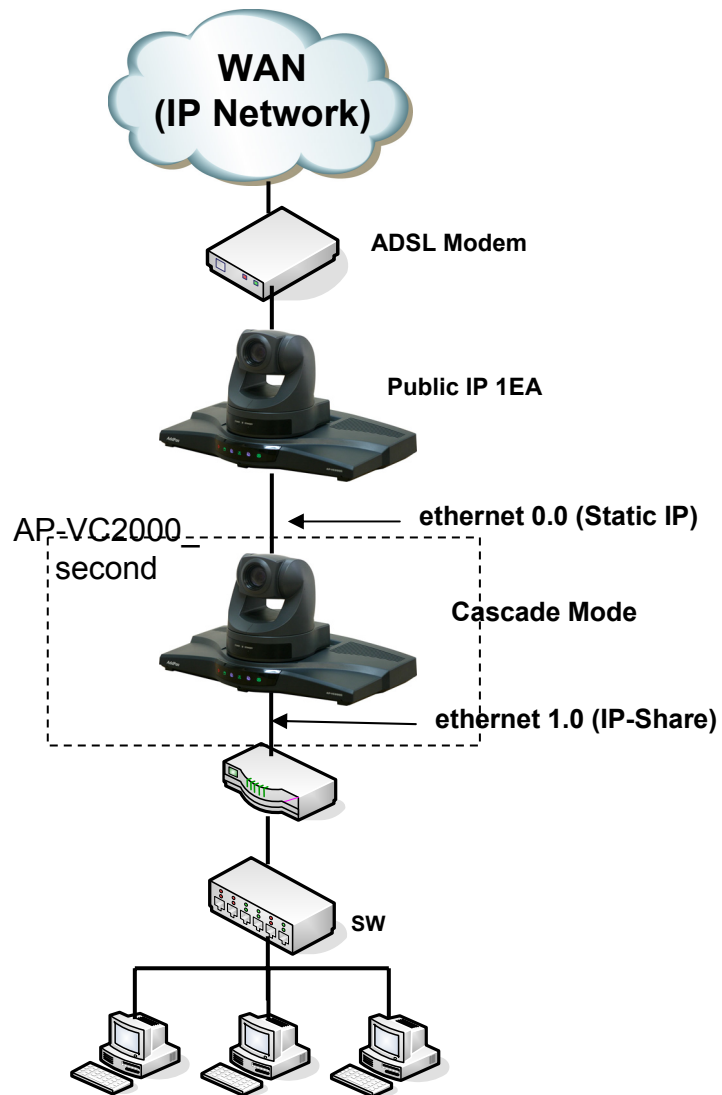 WAN
(IP Network)
ADSL Modem
Public IP 1EA
ethernet 0.0 (Static IP)
AP-VC2000_
second
Cascade Mode
ethernet 1.0 (IP-Share)
SW